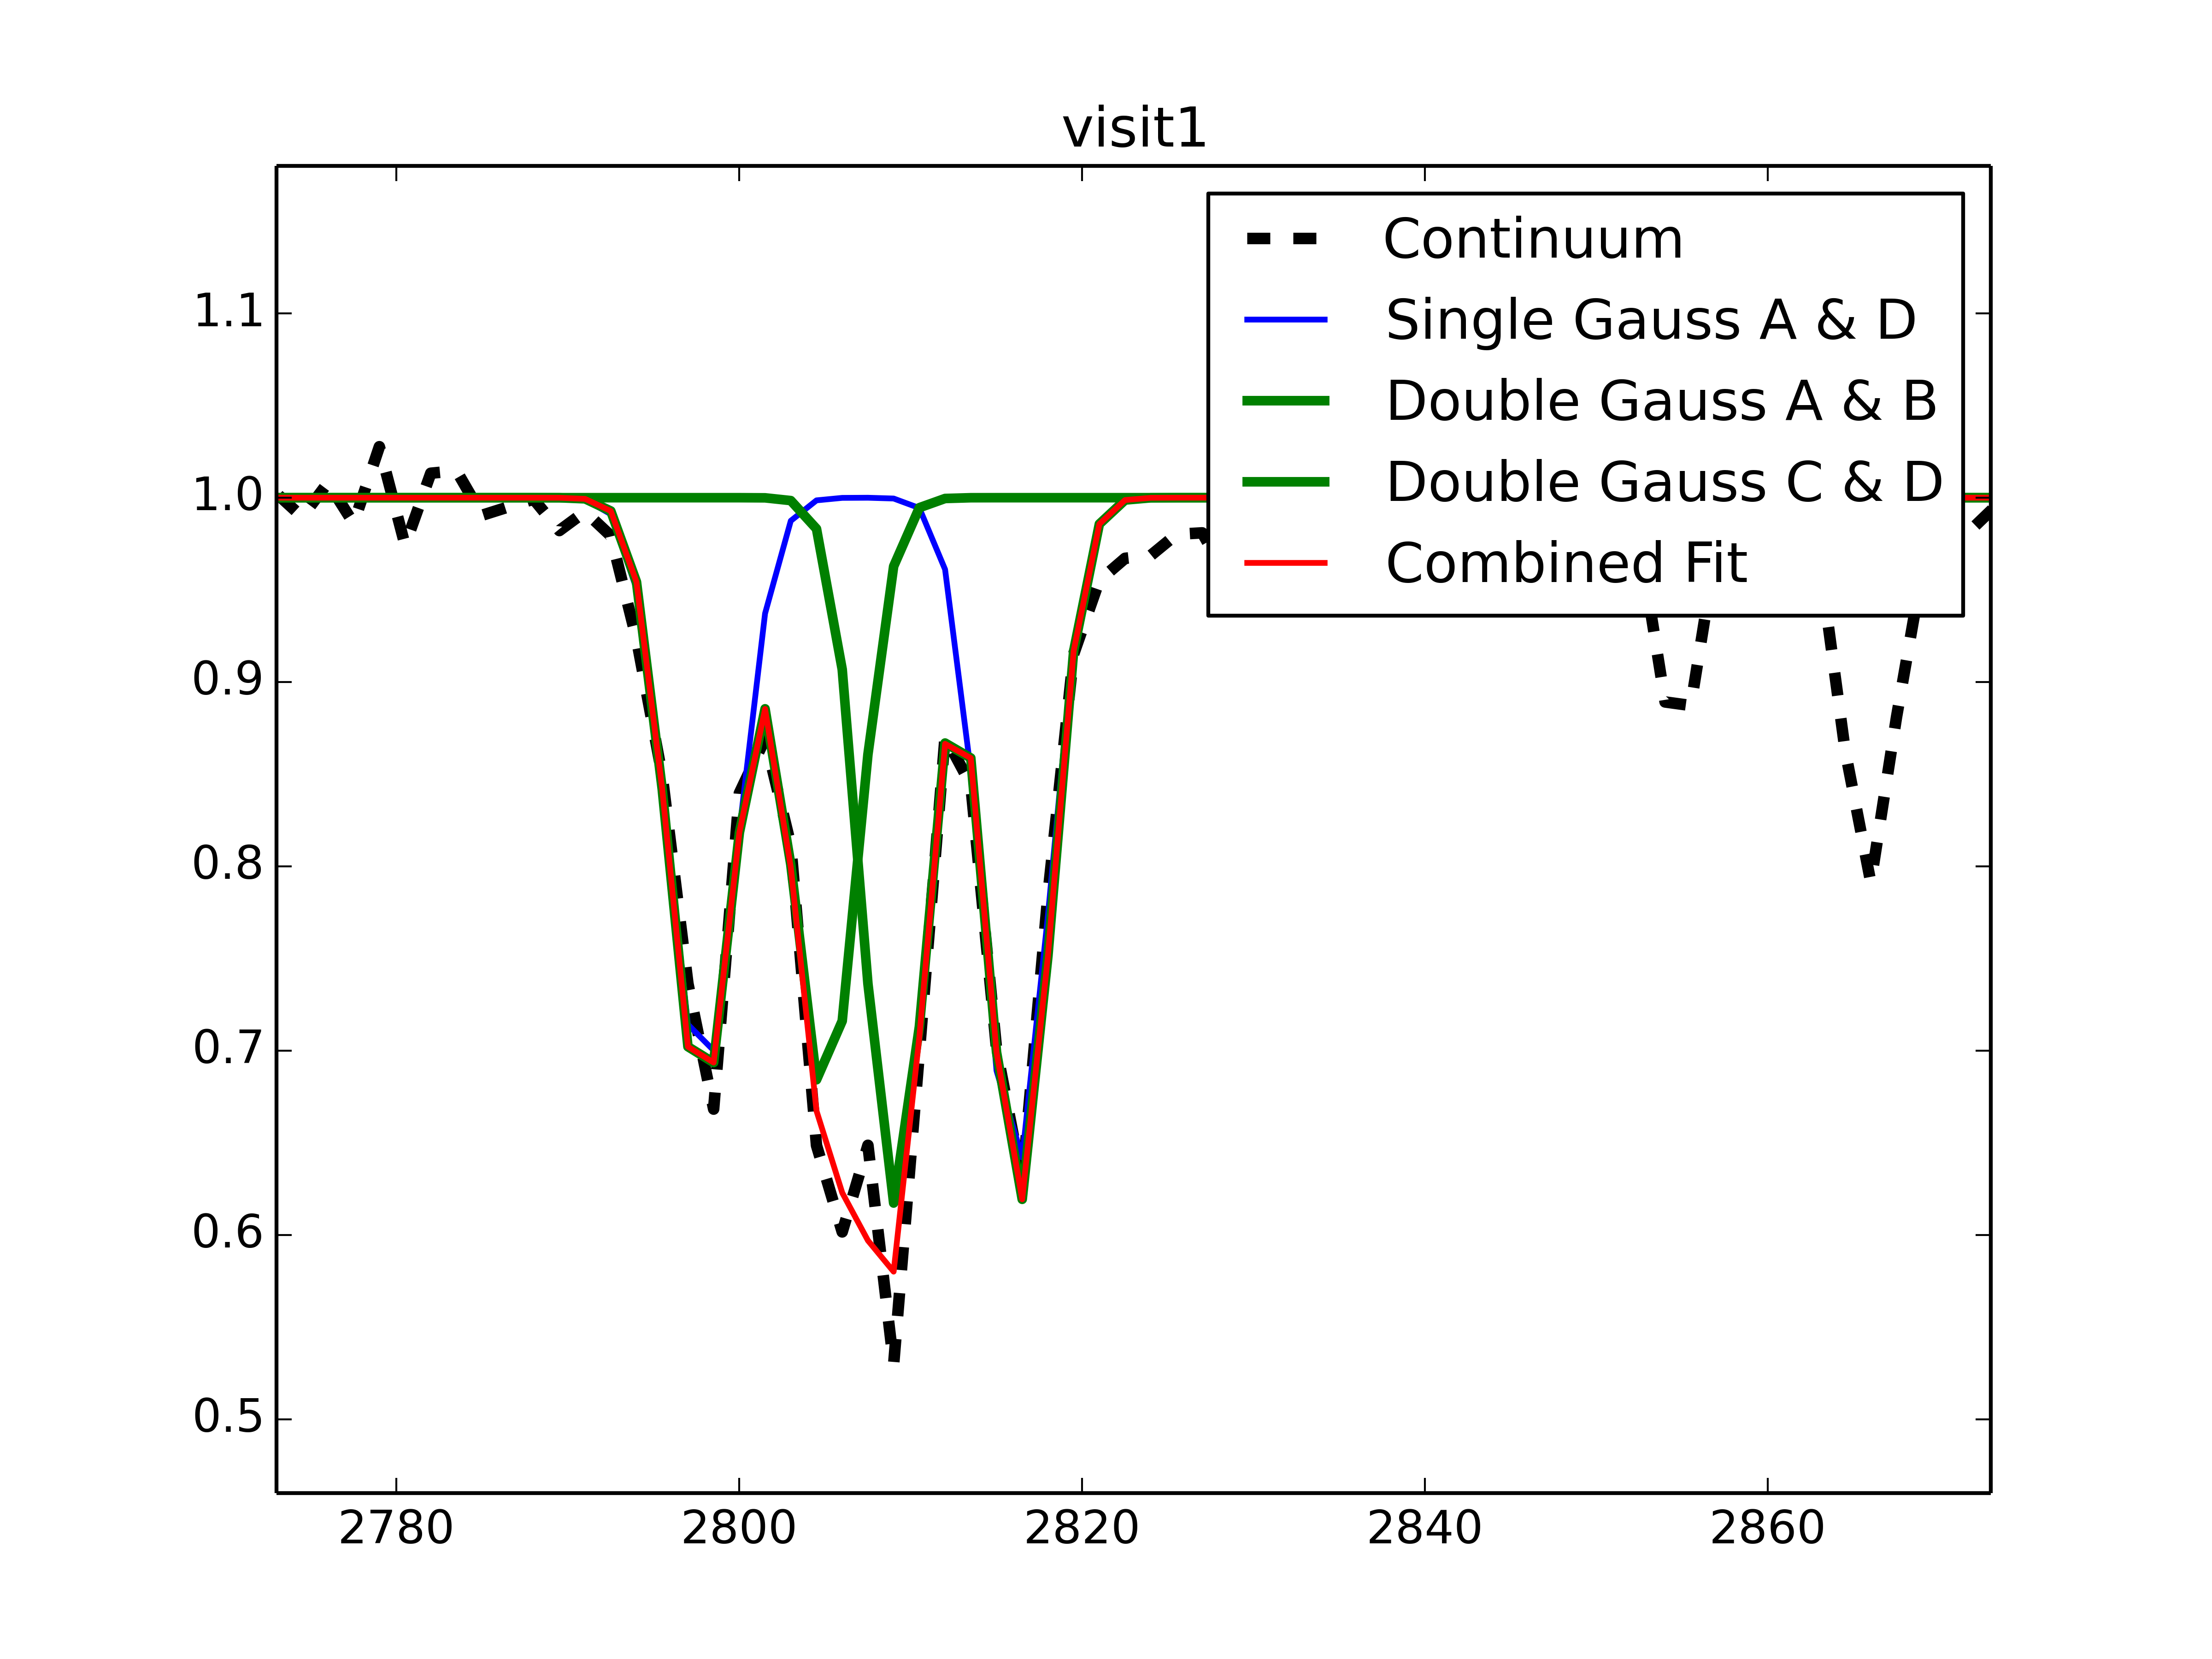 visit1
Continuum
Single Gauss A & D
Double Gauss A & B
Double Gauss C & D
Combined Fit
1.1
1.0
0.9
0.8
0.7
0.6
0.5
2780 2800 2820 2840 2860